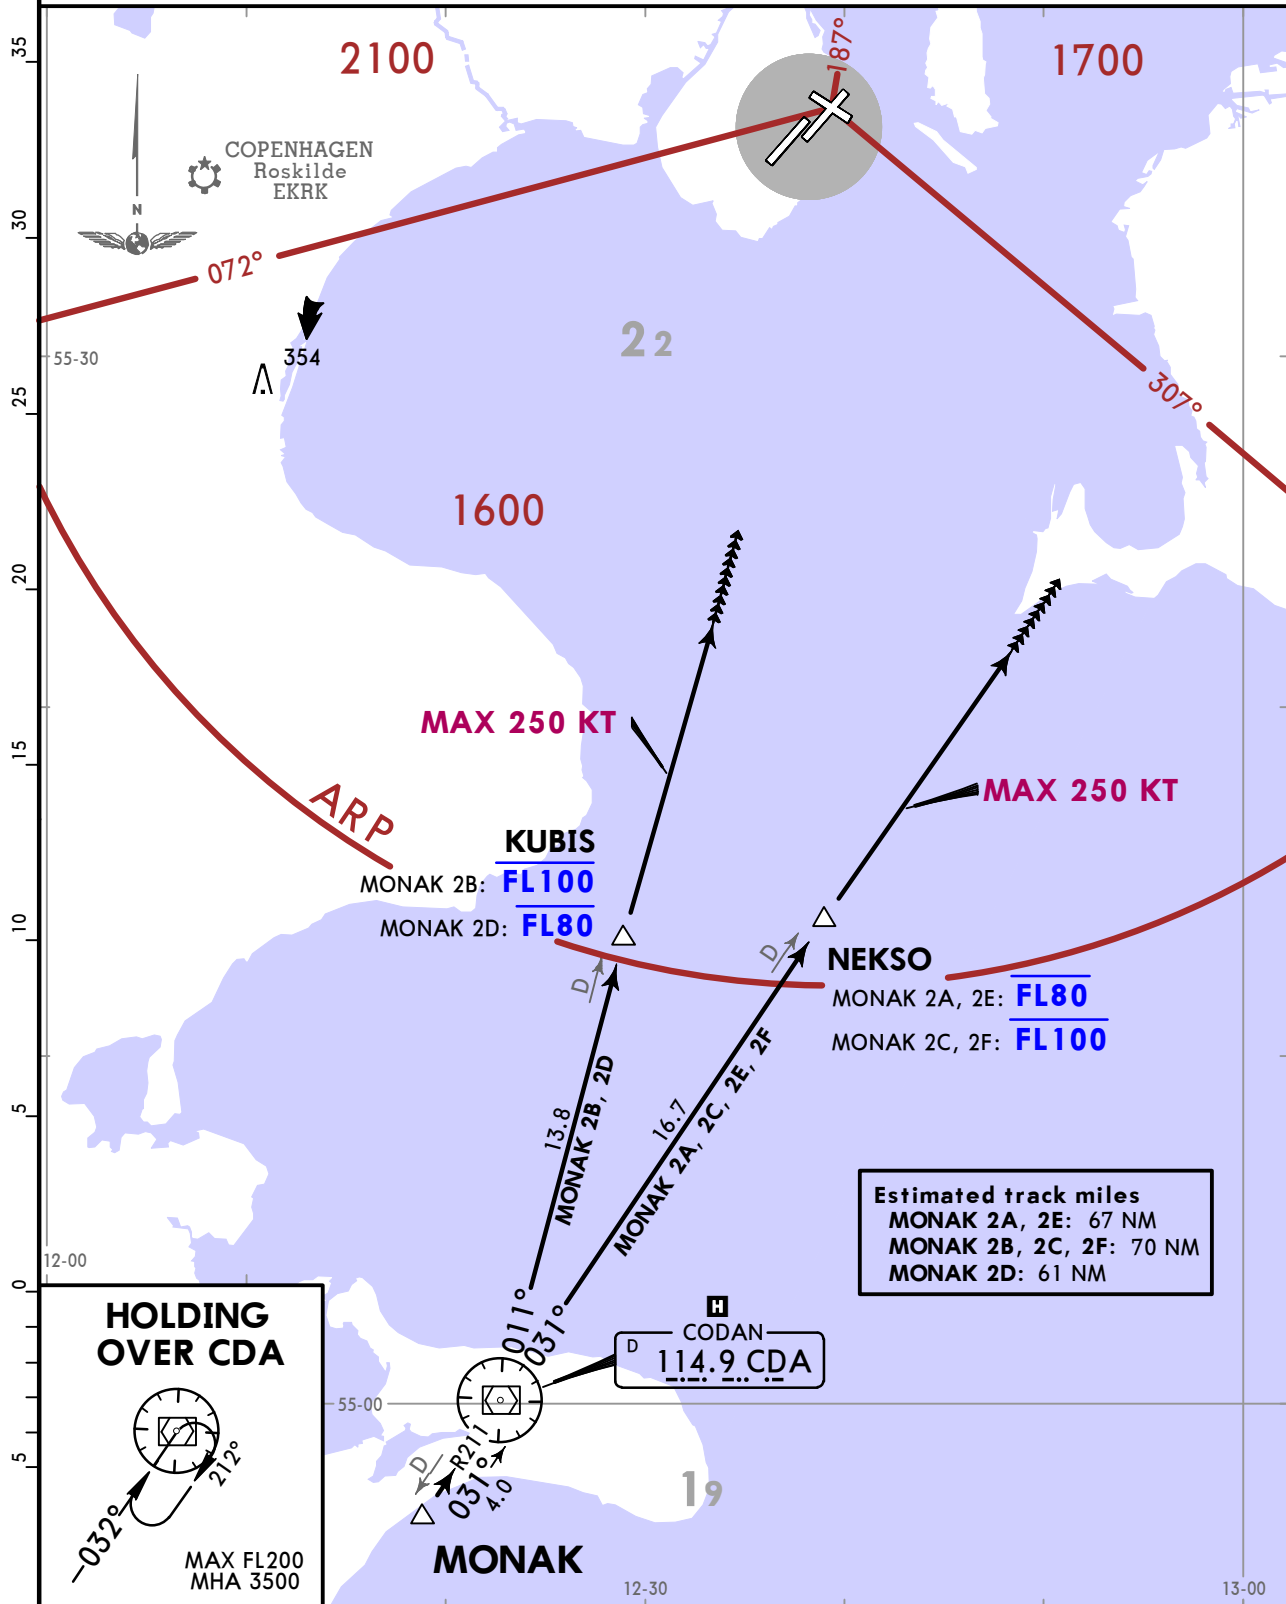 35
2100
187°
1700
COPENHAGEN
Roskilde
EKRK
N
30
072°
22
354
55-30
25
307°
1600
20
MAX 250 KT
15
MAX 250 KT
ARP
KUBIS
MONAK 2B: FL100
MONAK 2D: FL80
10
D
D
NEKSO
MONAK 2A, 2E: FL80
MONAK 2C, 2F: FL100
5
13.8
MONAK 2B, 2D
16.7
MONAK 2A, 2C, 2E, 2F
Estimated track miles
MONAK 2A, 2E: 67 NM
MONAK 2B, 2C, 2F: 70 NM
MONAK 2D: 61 NM
12-00
0
011°
031°
H
CODAN
D 114.9 CDA
HOLDING
OVER CDA
55-00
212°
-032°
MAX FL200
MHA 3500
5
D
R211
031°
4.0
19
MONAK
12-30
13-00